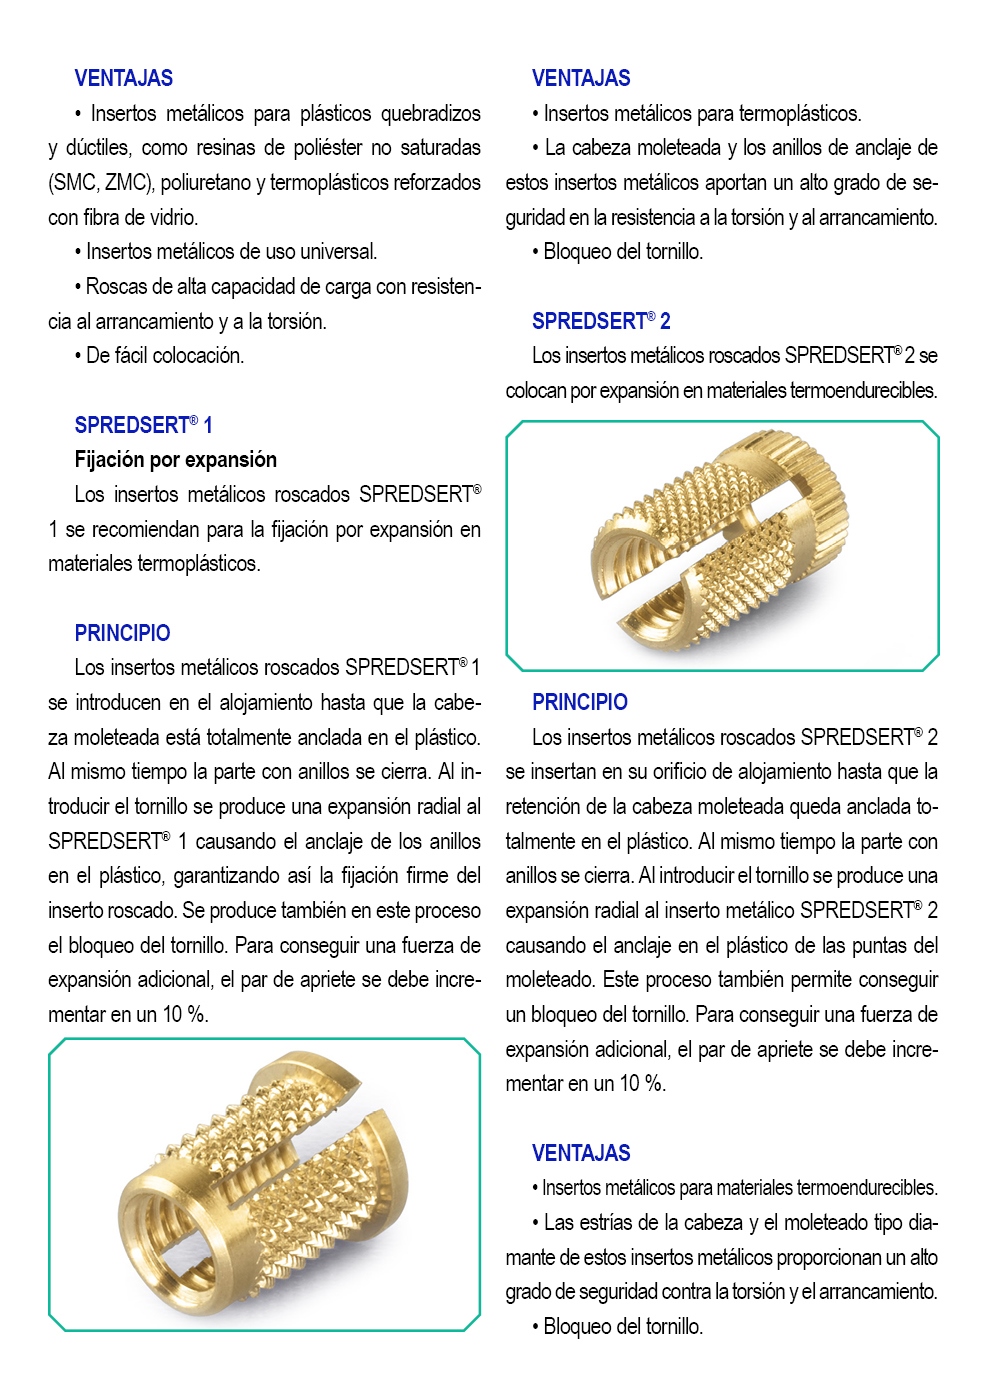 VENTAJAS
• Insertos metálicos para plásticos quebradizos
y dúctiles, como resinas de poliéster no saturadas
(SMC, ZMC), poliuretano y termoplásticos reforzados
con fibra de vidrio.
• Insertos metálicos de uso universal.
• Roscas de alta capacidad de carga con resisten-
cia al arrancamiento y a la torsión.
• De fácil colocación.
SPREDSERT® 1
Fijación por expansión
Los insertos metálicos roscados SPREDSERT®
1 se recomiendan para la fijación por expansión en
materiales termoplásticos.
PRINCIPIO
Los insertos metálicos roscados SPREDSERT® 1
se introducen en el alojamiento hasta que la cabe-
za moleteada está totalmente anclada en el plástico.
Al mismo tiempo la parte con anillos se cierra. Al in-
troducir el tornillo se produce una expansión radial al
SPREDSERT® 1 causando el anclaje de los anillos
en el plástico, garantizando así la fijación firme del
inserto roscado. Se produce también en este proceso
el bloqueo del tornillo. Para conseguir una fuerza de
expansión adicional, el par de apriete se debe incre-
mentar en un 10 %.
VENTAJAS
• Insertos metálicos para termoplásticos.
• La cabeza moleteada y los anillos de anclaje de
estos insertos metálicos aportan un alto grado de se-
guridad en la resistencia a la torsión y al arrancamiento.
• Bloqueo del tornillo.
SPREDSERT® 2
Los insertos metálicos roscados SPREDSERT® 2 se
colocan por expansión en materiales termoendurecibles.
PRINCIPIO
Los insertos metálicos roscados SPREDSERT® 2
se insertan en su orificio de alojamiento hasta que la
retención de la cabeza moleteada queda anclada to-
talmente en el plástico. Al mismo tiempo la parte con
anillos se cierra. Al introducir el tornillo se produce una
expansión radial al inserto metálico SPREDSERT® 2
causando el anclaje en el plástico de las puntas del
moleteado. Este proceso también permite conseguir
un bloqueo del tornillo. Para conseguir una fuerza de
expansión adicional, el par de apriete se debe incre-
mentar en un 10 %.
VENTAJAS
• Insertos metálicos para materiales termoendurecibles.
• Las estrías de la cabeza y el moleteado tipo dia-
mante de estos insertos metálicos proporcionan un alto
grado de seguridad contra la torsión y el arrancamiento.
• Bloqueo del tornillo.